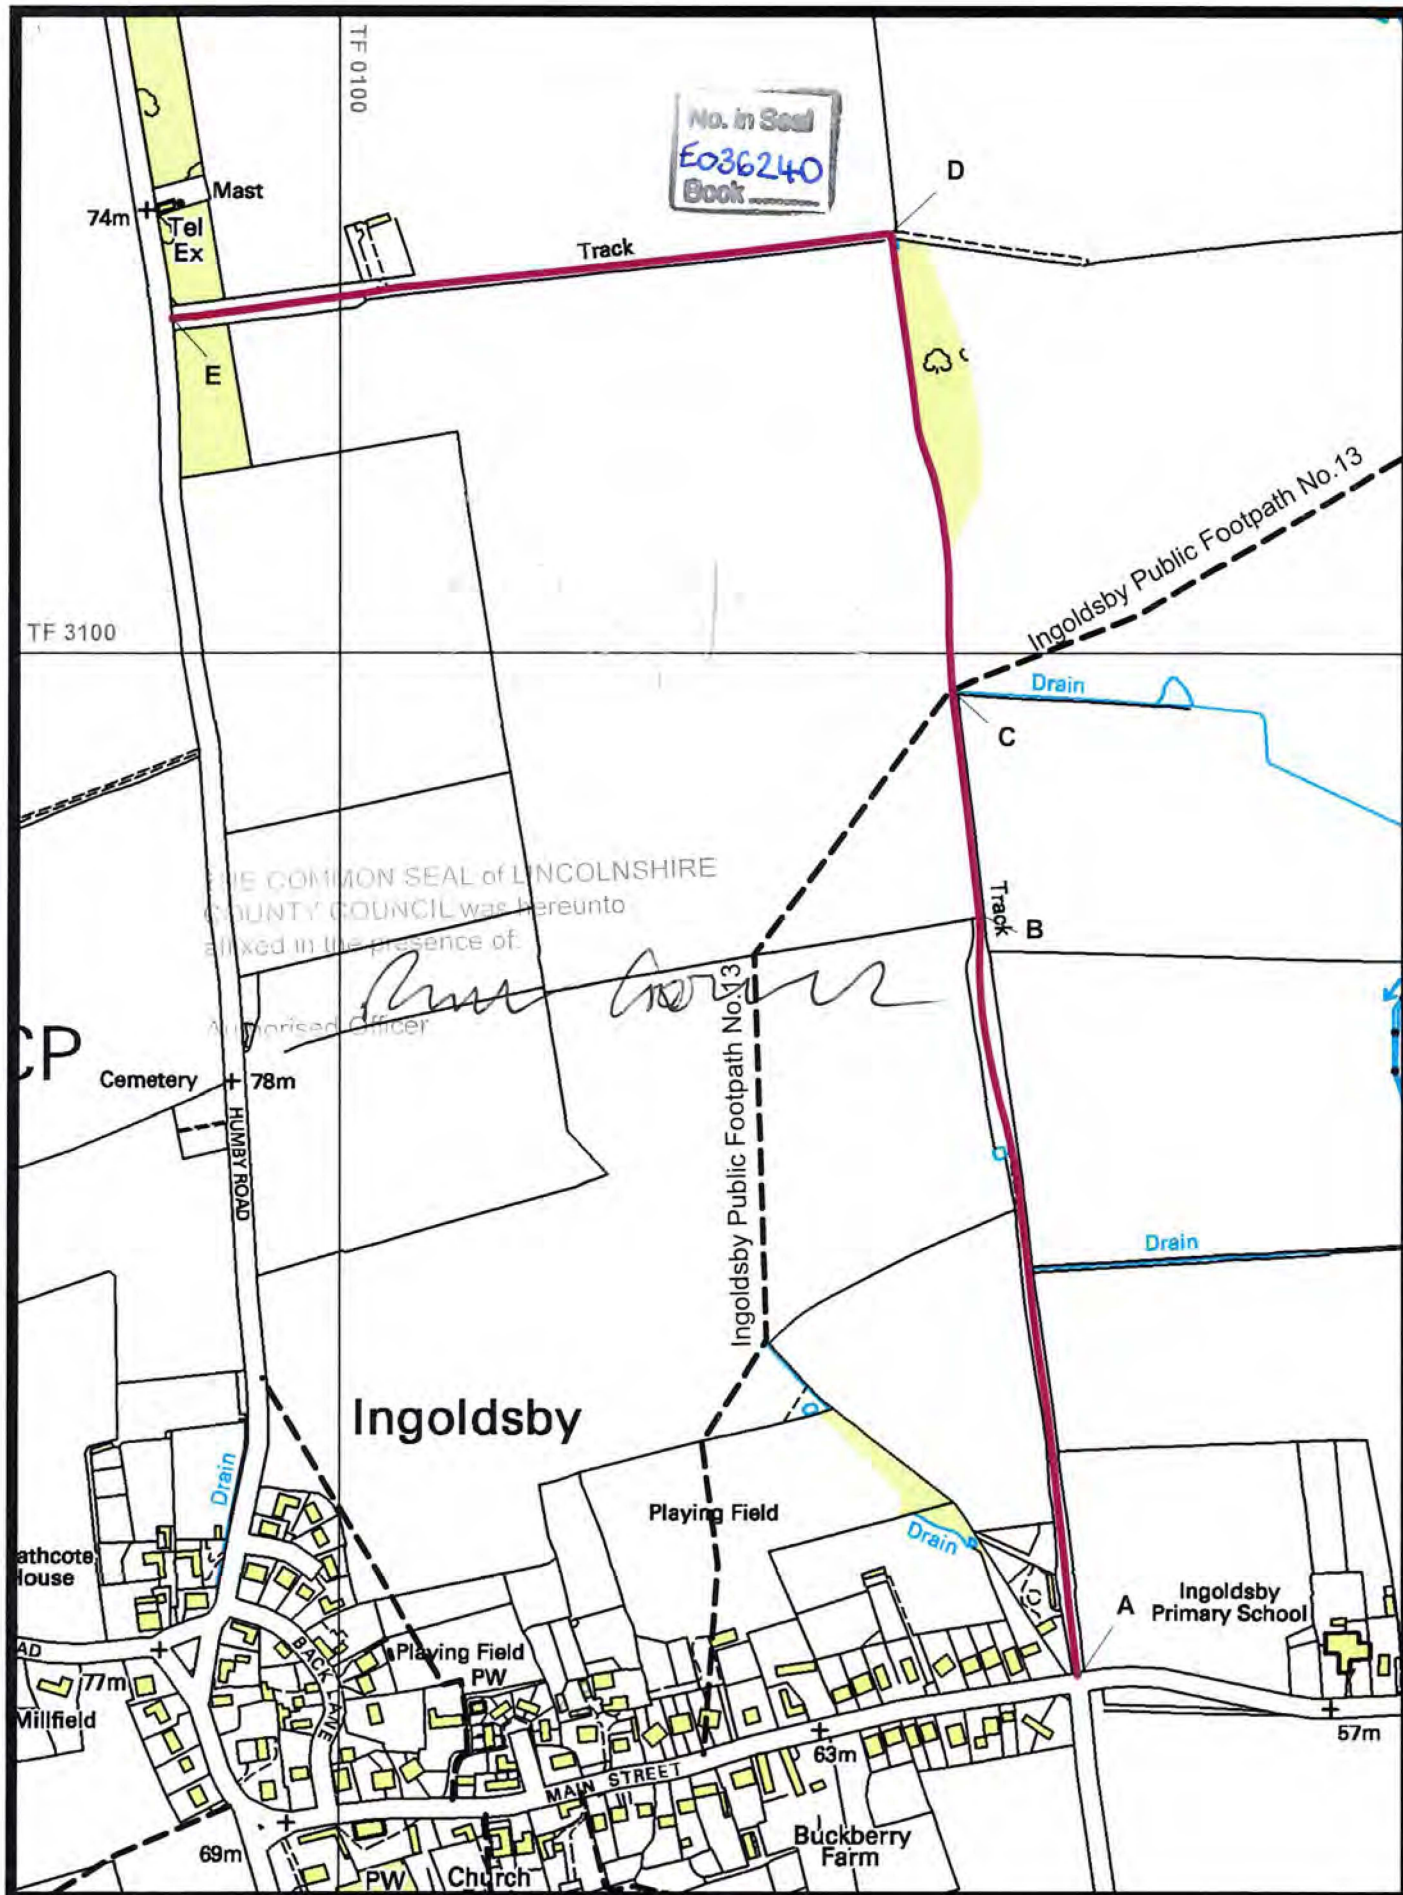 TF 0100
No. in Seal
E036240
Book
D
Mast
74m
Tel
Ex
Track
E
Ingoldsby Public Footpath No.13
TF 3100
Drain
C
THE COMMON SEAL of LINCOLNSHIRE
COUNTY COUNCIL was hereunto
affixed in the presence of:
Track
B
Authorised Officer
CP
Cemetery
78m
HUMBY ROAD
Ingoldsby Public Footpath No.13
Drain
Ingoldsby
Drain
Playing Field
Drain
athcote
House
A
Ingoldsby
Primary School
AD
BACK LANE
Playing Field
PW
77m
Millfield
57m
63m
MAIN STREET
69m
Buckberry
Farm
PW
Church